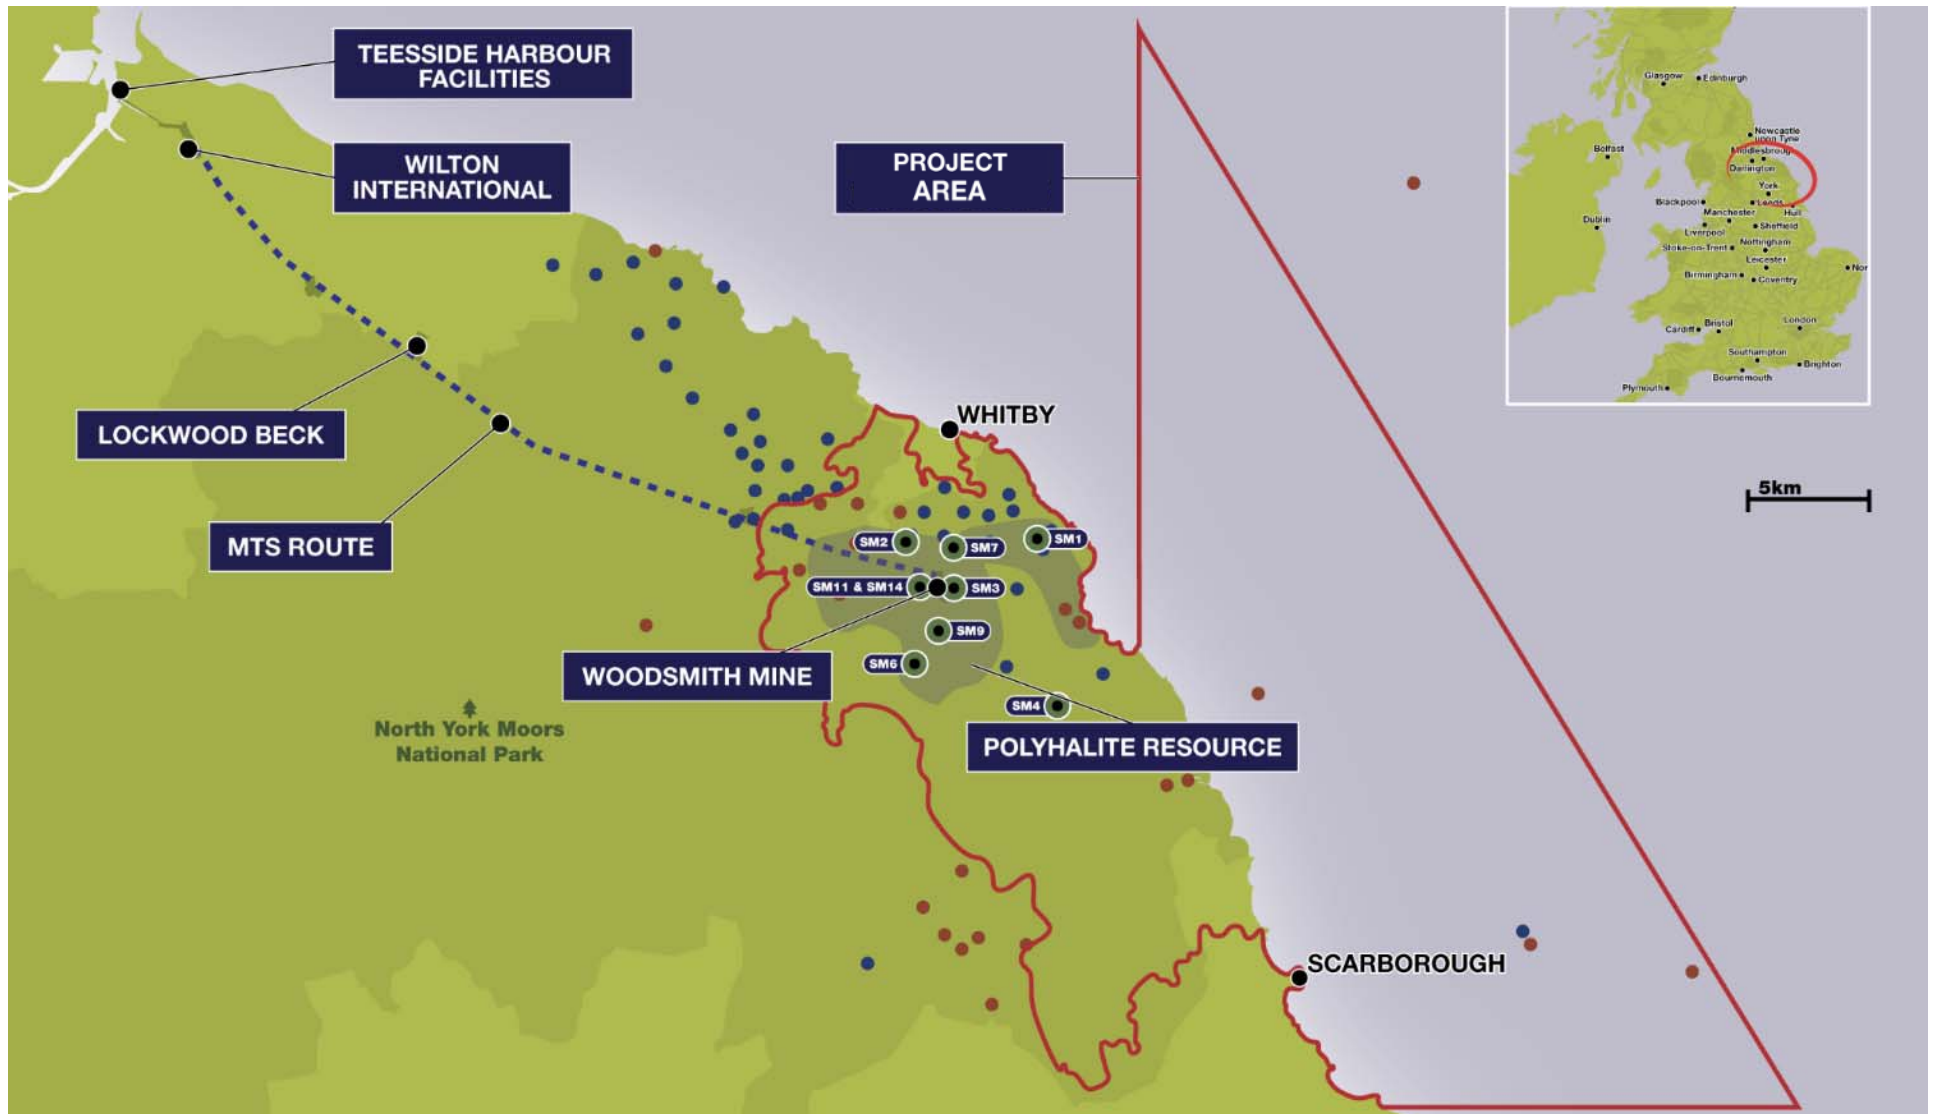 TEESSIDE HARBOUR
FACILITIES
WILTON
INTERNATIONAL
PROJECT
AREA
LOCKWOOD BECK
MTS ROUTE
WHITBY
5km
SM2
SM7
SM1
SM11 & SM14
SM3
SM9
SM6
SM4
WOODSMITH MINE
POLYHALITE RESOURCE
North York Moors
National Park
SCARBOROUGH
Glasgow
Edinburgh
Newcastle
upon Tyne
Belfast
Middlesbrough
Darlington
York
Blackpool
Leeds
Hull
Manchester
Dublin
Liverpool
Sheffield
Stoke-on-Trent
Nottingham
Leicester
Nor
Birmingham
Coventry
London
Cardiff
Bristol
Southampton
Brighton
Bournemouth
Plymouth